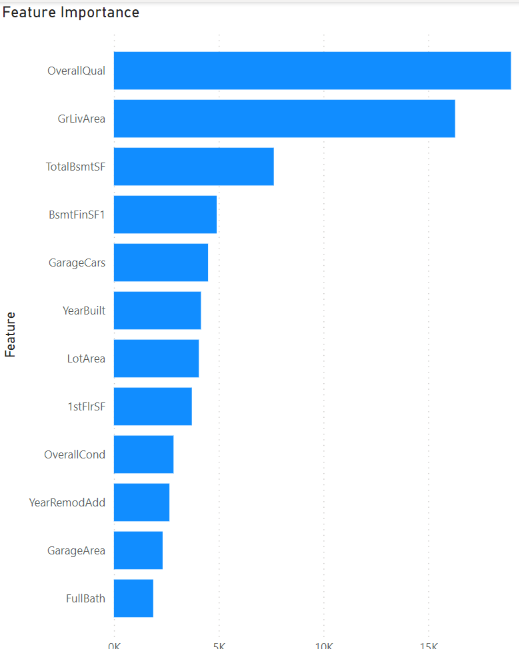 Feature Importance
OverallQual
GrLivArea
TotalBsmtSF
BsmtFinSF1
GarageCars
YearBuilt
LotArea
1stFlrSF
OverallCond
YearRemodAdd
GarageArea
FullBath
Feature
0K 5K 10K 15K